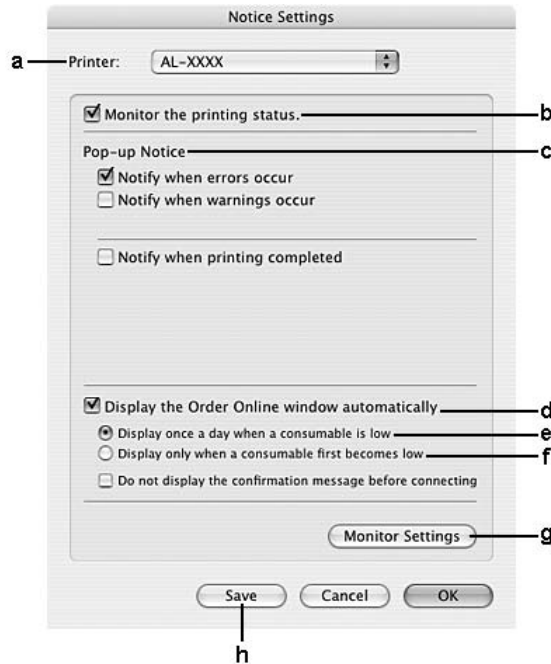 Notice Settings
a Printer: AL-XXXX
Monitor the printing status. b
Pop-up Notice c
Notify when errors occur
Notify when warnings occur
Notify when printing completed
Display the Order Online window automatically d
Display once a day when a consumable is low e
Display only when a consumable first becomes low f
Do not display the confirmation message before connecting
Monitor Settings g
Save Cancel OK
h